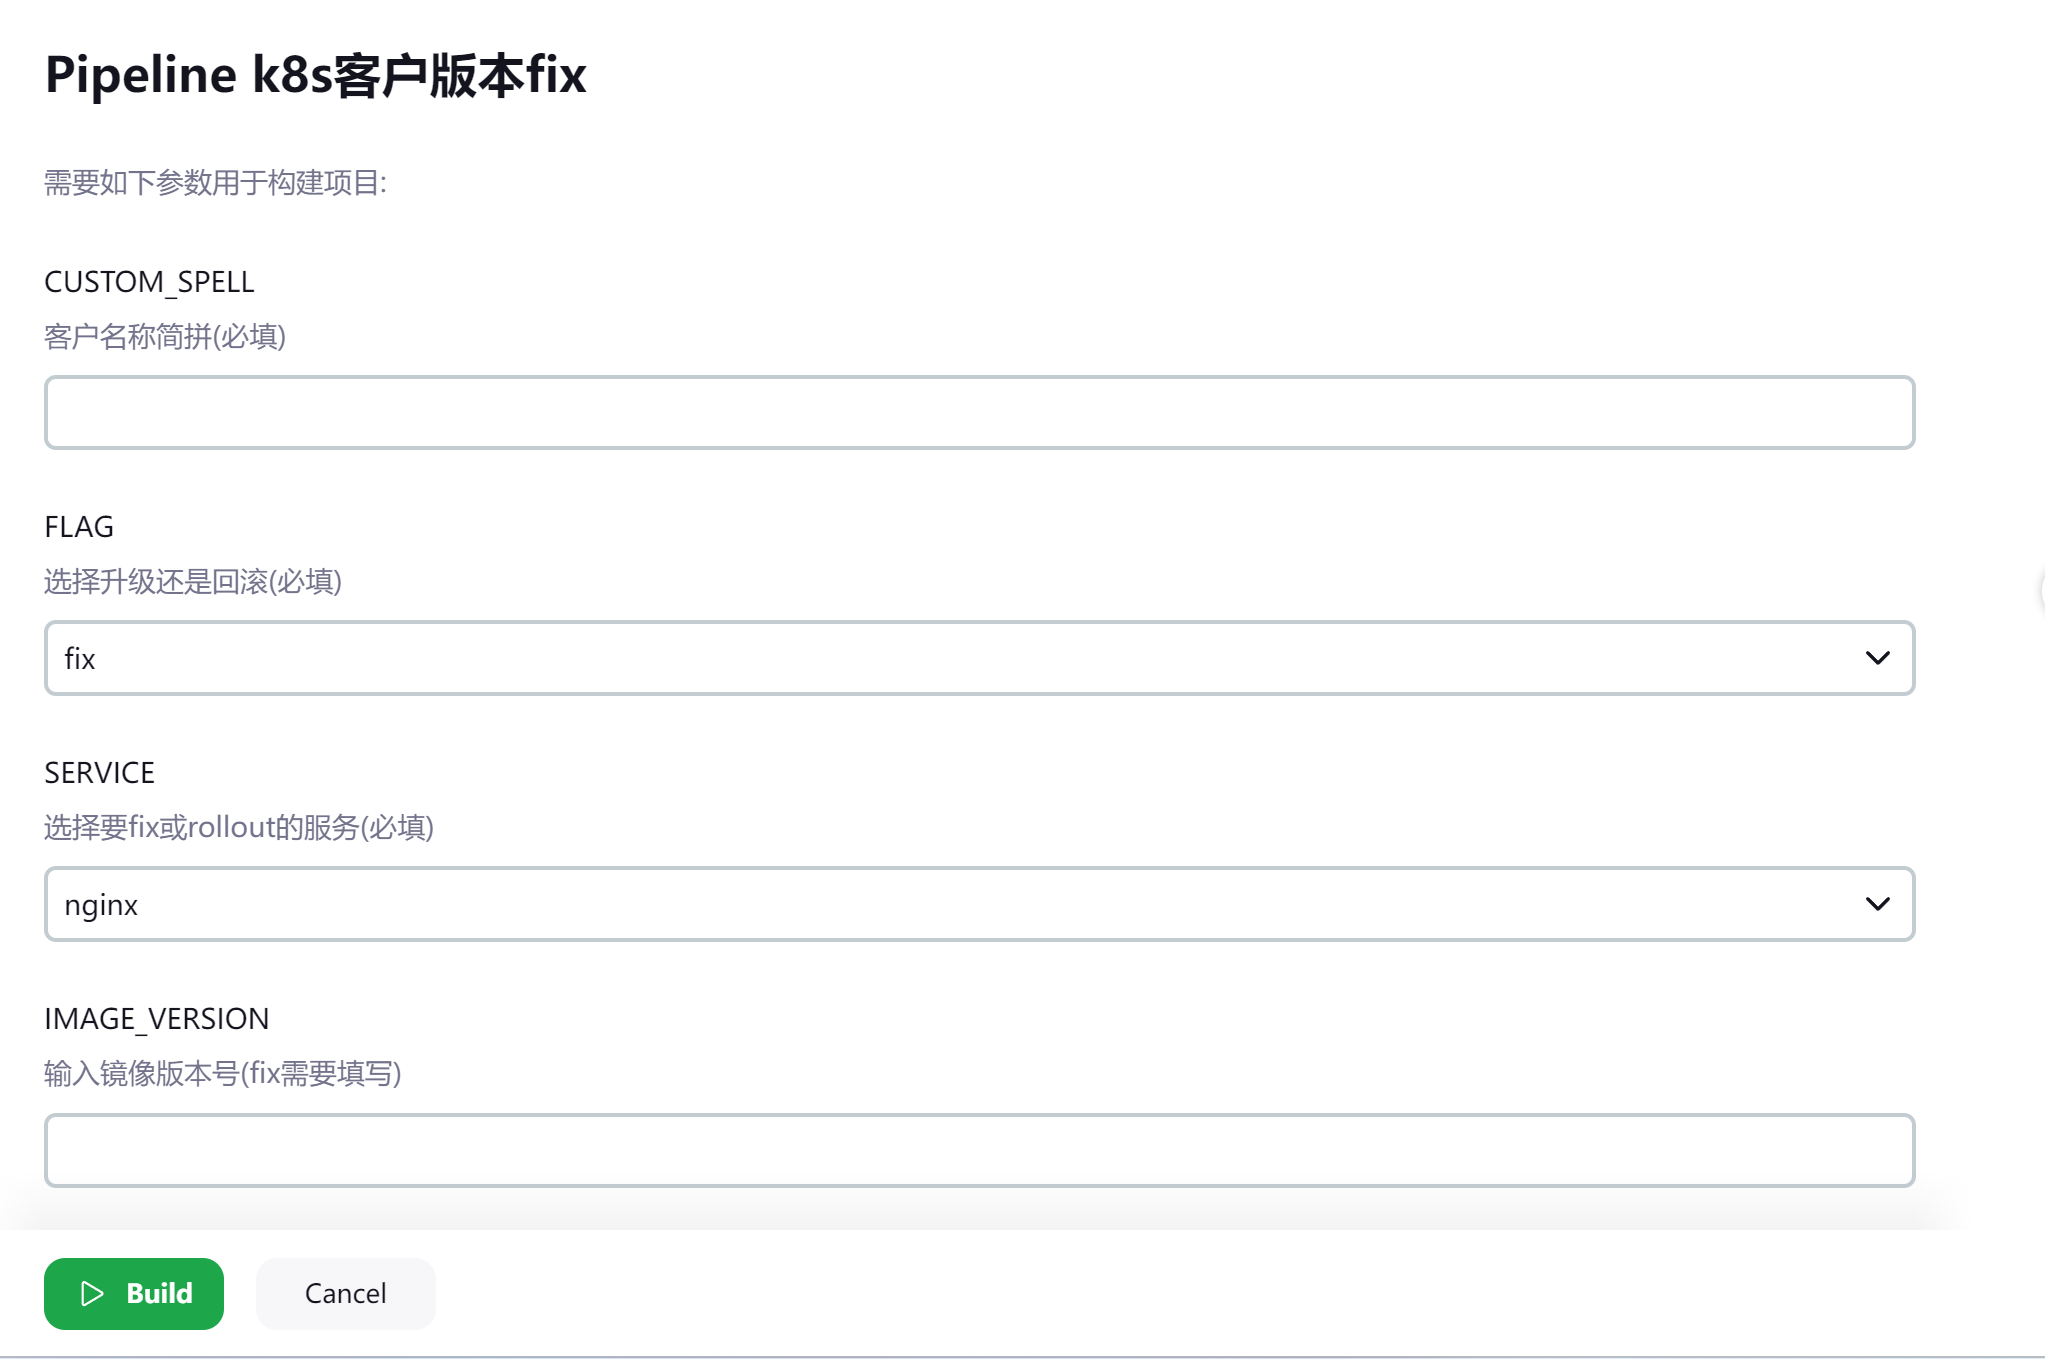 Pipeline k8s客户版本fix
需要如下参数用于构建项目:
CUSTOM_SPELL
客户名称简拼(必填)
FLAG
选择升级还是回滚(必填)
fix
SERVICE
选择要fix或rollout的服务(必填)
nginx
IMAGE_VERSION
输入镜像版本号(fix需要填写)
Build
Cancel